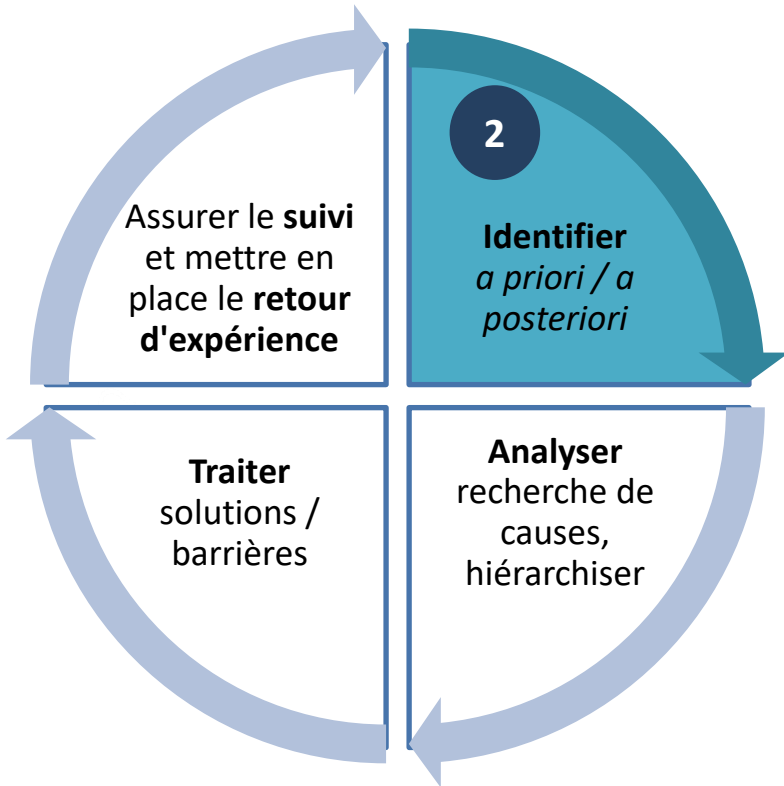 2
Identifier
a priori / a
posteriori
Analyser
recherche de
causes,
hiérarchiser
Traiter
solutions /
barrières
Assurer le suivi
et mettre en
place le retour
d'expérience